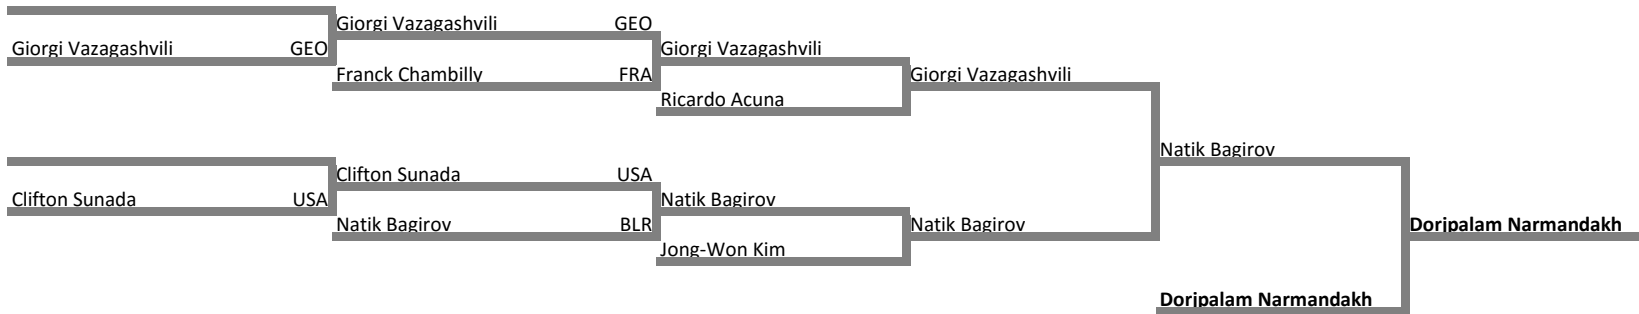 Giorgi Vazagashvili GEO
Giorgi Vazagashvili GEO
Giorgi Vazagashvili
Franck Chambilly FRA
Giorgi Vazagashvili
Ricardo Acuna
Natik Bagirov
Clifton Sunada USA
Clifton Sunada USA
Natik Bagirov
Natik Bagirov BLR
Natik Bagirov
Dorjpalam Narmandakh
Jong-Won Kim
Dorjpalam Narmandakh